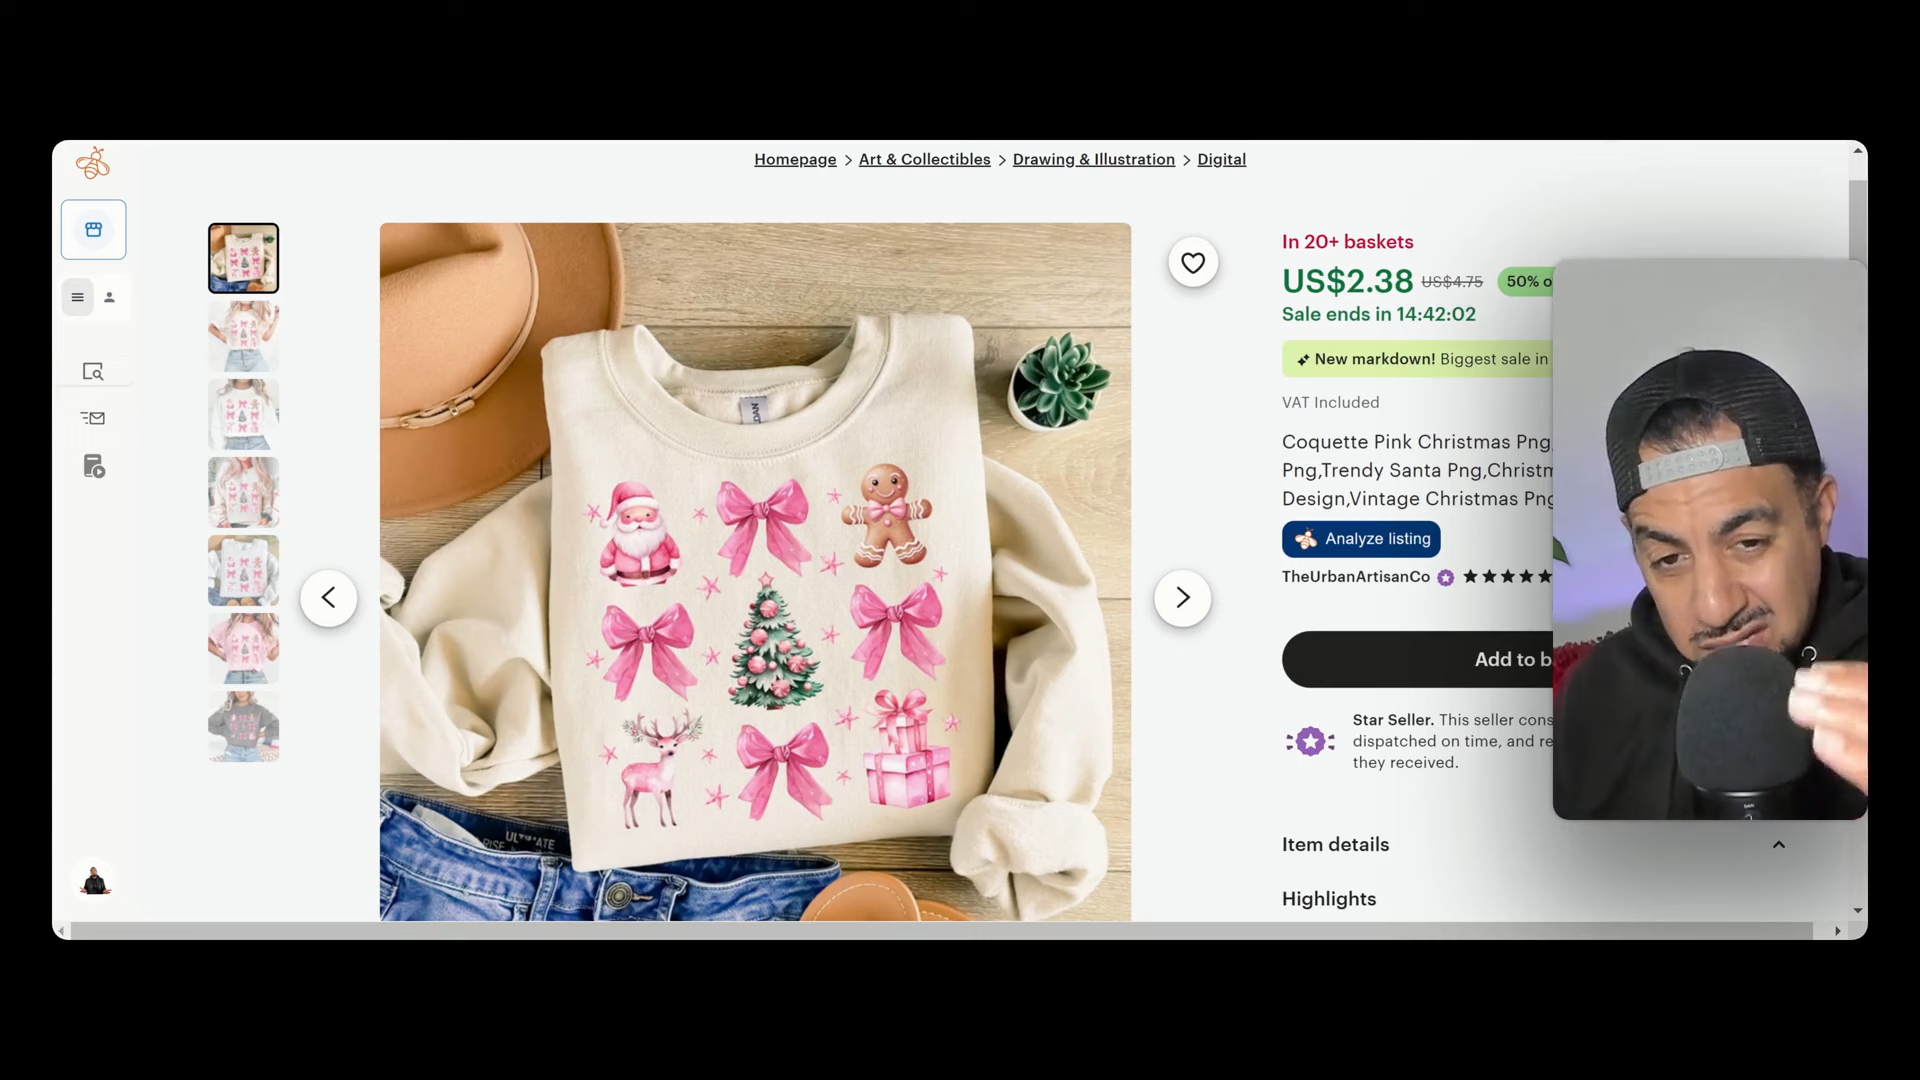 Homepage > Art & Collectibles > Drawing & Illustration > Digital
In 20+ baskets
US$2.38 US$4.75 50% o
Sale ends in 14:42:02
New markdown! Biggest sale in
VAT Included
Coquette Pink Christmas Png,
Png,Trendy Santa Png,Christm
Design,Vintage Christmas Png
Analyze listing
TheUrbanArtisanCo
Add to b
Star Seller. This seller cons
dispatched on time, and re
they received.
Item details
Highlights